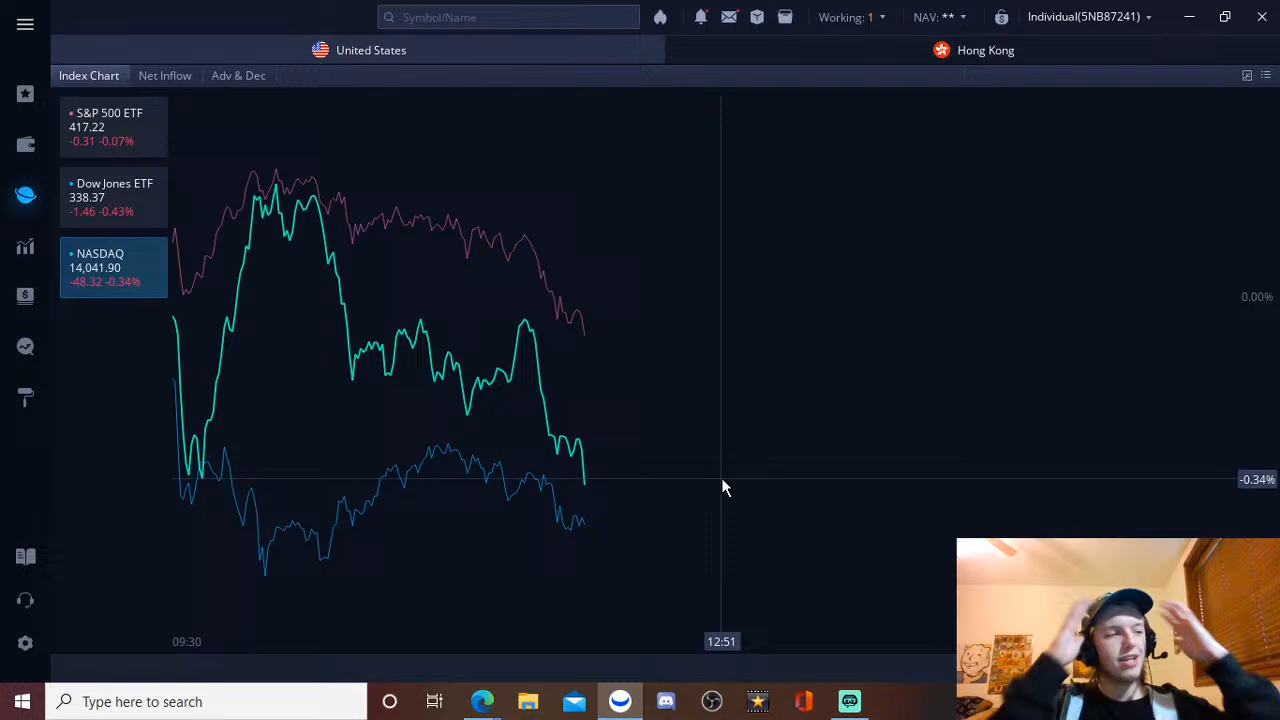 Symbol/Name
Working: 1
NAV: **
Individual(5NB87241)
United States
Hong Kong
Index Chart
Net Inflow
Adv & Dec
S&P 500 ETF
417.22
-0.31 -0.07%
Dow Jones ETF
338.37
-1.46 -0.43%
NASDAQ
14,041.90
-48.32 -0.34%
0.00%
-0.34%
09:30
12:51
Type here to search